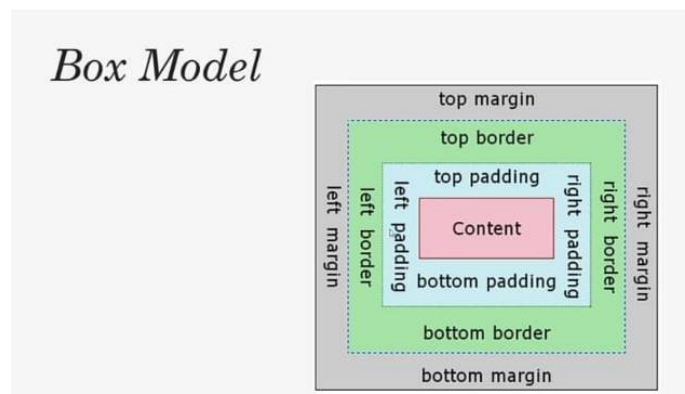 Box Model
top margin
top border
top padding
left margin
left border
left padding
Content
right padding
right border
right margin
bottom padding
bottom border
bottom margin